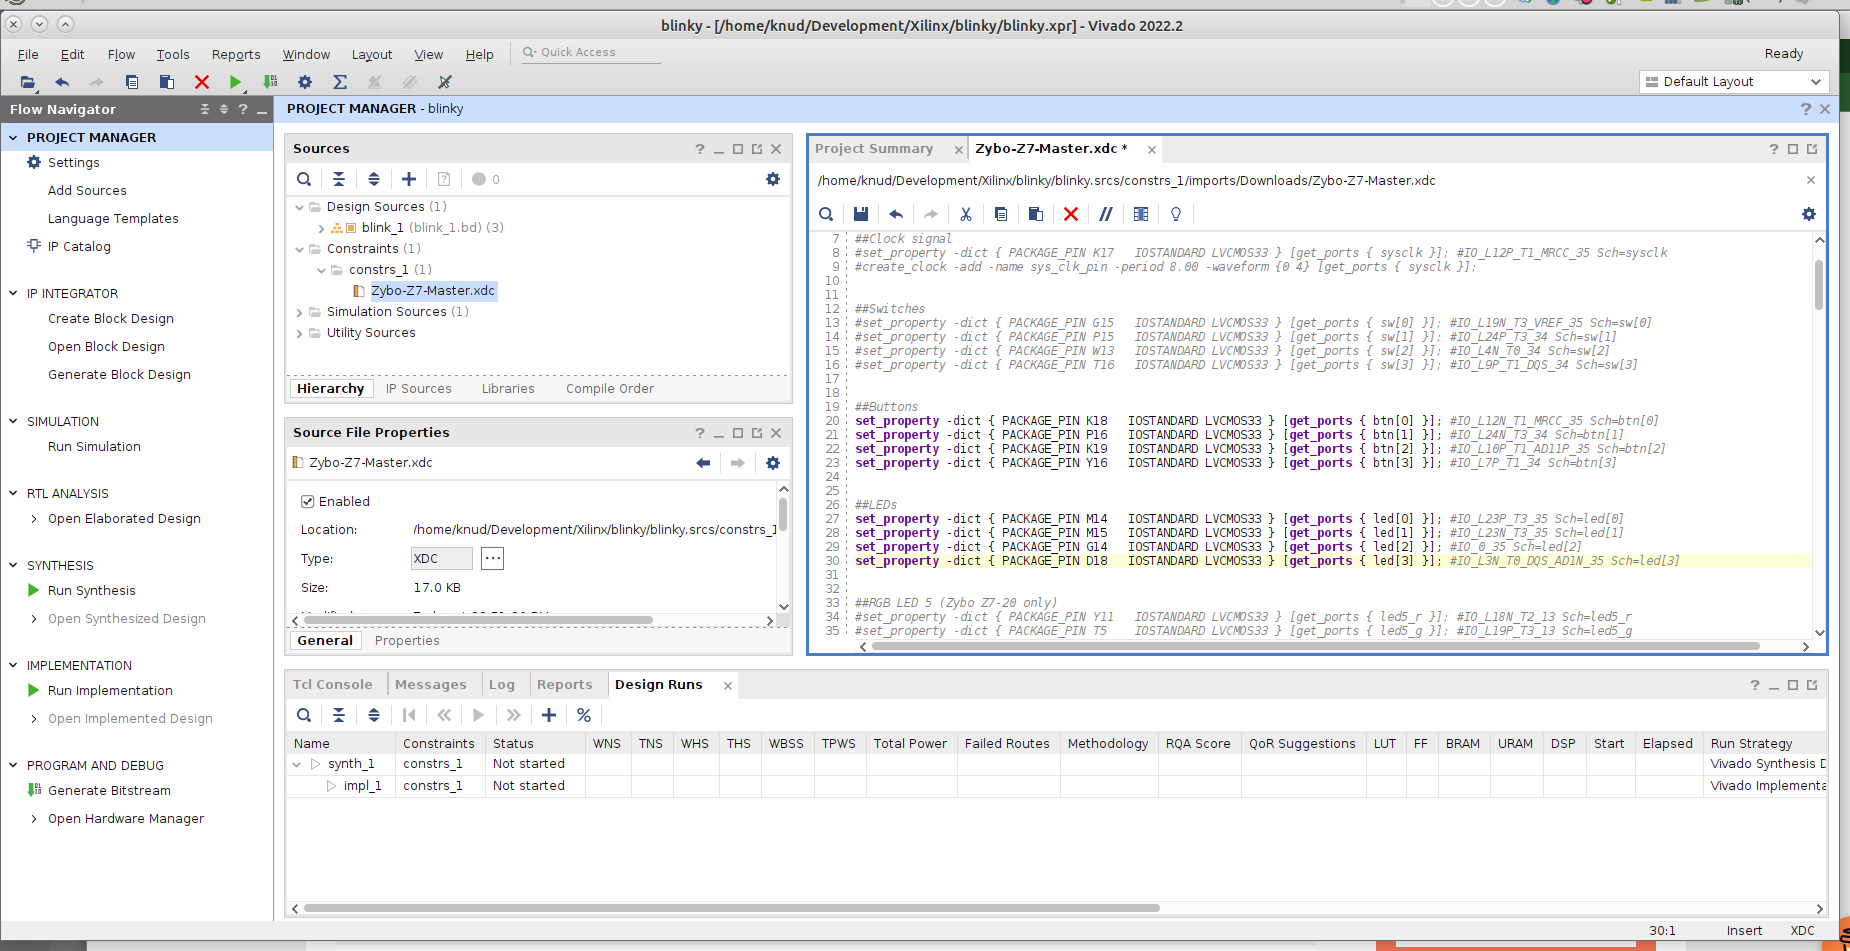 blinky - [/home/knud/Development/Xilinx/blinky/blinky.xpr] - Vivado 2022.2
File Edit Flow Tools Reports Window Layout View Help Quick Access Ready
Default Layout
Flow Navigator
PROJECT MANAGER
Settings
Add Sources
Language Templates
IP Catalog
IP INTEGRATOR
Create Block Design
Open Block Design
Generate Block Design
SIMULATION
Run Simulation
RTL ANALYSIS
Open Elaborated Design
SYNTHESIS
Run Synthesis
Open Synthesized Design
IMPLEMENTATION
Run Implementation
Open Implemented Design
PROGRAM AND DEBUG
Generate Bitstream
Open Hardware Manager
PROJECT MANAGER - blinky
Sources
0
Design Sources (1)
blink_1 (blink_1.bd) (3)
Constraints (1)
constrs_1 (1)
Zybo-Z7-Master.xdc
Simulation Sources (1)
Utility Sources
Hierarchy IP Sources Libraries Compile Order
Source File Properties
Zybo-Z7-Master.xdc
Enabled
Location: /home/knud/Development/Xilinx/blinky/blinky.srcs/constrs_1
Type: XDC
Size: 17.0 KB
General Properties
Project Summary Zybo-Z7-Master.xdc *
/home/knud/Development/Xilinx/blinky/blinky.srcs/constrs_1/imports/Downloads/Zybo-Z7-Master.xdc
7 ##Clock signal
8 #set_property -dict { PACKAGE_PIN K17 IOSTANDARD LVCMOS33 } [get_ports { sysclk }]; #IO_L12P_T1_MRCC_35 Sch=sysclk
9 #create_clock -add -name sys_clk_pin -period 8.00 -waveform {0 4} [get_ports { sysclk }];
10
11
12 ##Switches
13 #set_property -dict { PACKAGE_PIN G15 IOSTANDARD LVCMOS33 } [get_ports { sw[0] }]; #IO_L19N_T3_VREF_35 Sch=sw[0]
14 #set_property -dict { PACKAGE_PIN P15 IOSTANDARD LVCMOS33 } [get_ports { sw[1] }]; #IO_L24P_T3_34 Sch=sw[1]
15 #set_property -dict { PACKAGE_PIN W13 IOSTANDARD LVCMOS33 } [get_ports { sw[2] }]; #IO_L4N_T0_34 Sch=sw[2]
16 #set_property -dict { PACKAGE_PIN T16 IOSTANDARD LVCMOS33 } [get_ports { sw[3] }]; #IO_L9P_T1_DQS_34 Sch=sw[3]
17
18
19 ##Buttons
20 set_property -dict { PACKAGE_PIN K18 IOSTANDARD LVCMOS33 } [get_ports { btn[0] }]; #IO_L12N_T1_MRCC_35 Sch=btn[0]
21 set_property -dict { PACKAGE_PIN P16 IOSTANDARD LVCMOS33 } [get_ports { btn[1] }]; #IO_L24N_T3_34 Sch=btn[1]
22 set_property -dict { PACKAGE_PIN K19 IOSTANDARD LVCMOS33 } [get_ports { btn[2] }]; #IO_L10P_T1_AD11P_35 Sch=btn[2]
23 set_property -dict { PACKAGE_PIN Y16 IOSTANDARD LVCMOS33 } [get_ports { btn[3] }]; #IO_L7P_T1_34 Sch=btn[3]
24
25
26 ##LEDs
27 set_property -dict { PACKAGE_PIN M14 IOSTANDARD LVCMOS33 } [get_ports { led[0] }]; #IO_L23P_T3_35 Sch=led[0]
28 set_property -dict { PACKAGE_PIN M15 IOSTANDARD LVCMOS33 } [get_ports { led[1] }]; #IO_L23N_T3_35 Sch=led[1]
29 set_property -dict { PACKAGE_PIN G14 IOSTANDARD LVCMOS33 } [get_ports { led[2] }]; #IO_0_35 Sch=led[2]
30 set_property -dict { PACKAGE_PIN D18 IOSTANDARD LVCMOS33 } [get_ports { led[3] }]; #IO_L3N_T0_DQS_AD1N_35 Sch=led[3]
31
32
33 ##RGB LED 5 (Zybo Z7-20 only)
34 #set_property -dict { PACKAGE_PIN Y11 IOSTANDARD LVCMOS33 } [get_ports { led5_r }]; #IO_L18N_T2_13 Sch=led5_r
35 #set_property -dict { PACKAGE_PIN T5 IOSTANDARD LVCMOS33 } [get_ports { led5_g }]; #IO_L19P_T3_13 Sch=led5_g
Tcl Console Messages Log Reports Design Runs
Name Constraints Status WNS TNS WHS THS WBSS TPWS Total Power Failed Routes Methodology RQA Score QoR Suggestions LUT FF BRAM URAM DSP Start Elapsed Run Strategy
synth_1 constrs_1 Not started Vivado Synthesis D
impl_1 constrs_1 Not started Vivado Implementa
30:1 Insert XDC